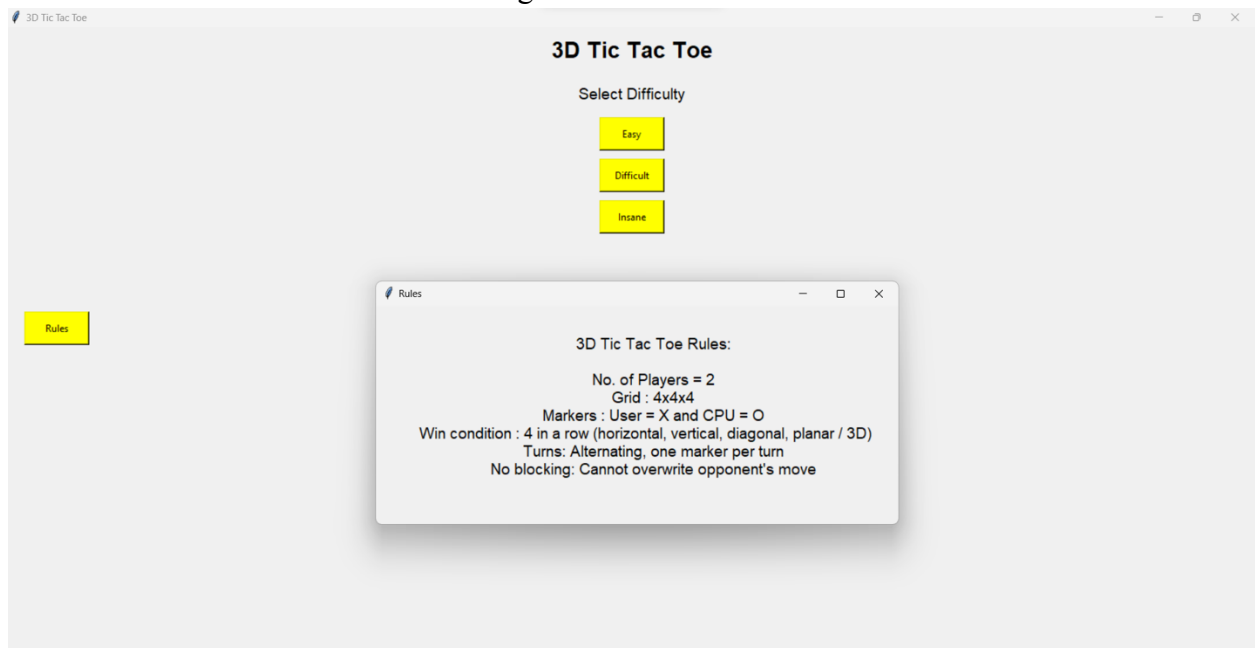 3D Tic Tac Toe
3D Tic Tac Toe
Select Difficulty
Easy
Difficult
Insane
Rules
Rules
3D Tic Tac Toe Rules:
No. of Players = 2
Grid : 4x4x4
Markers : User = X and CPU = O
Win condition : 4 in a row (horizontal, vertical, diagonal, planar / 3D)
Turns: Alternating, one marker per turn
No blocking: Cannot overwrite opponent's move